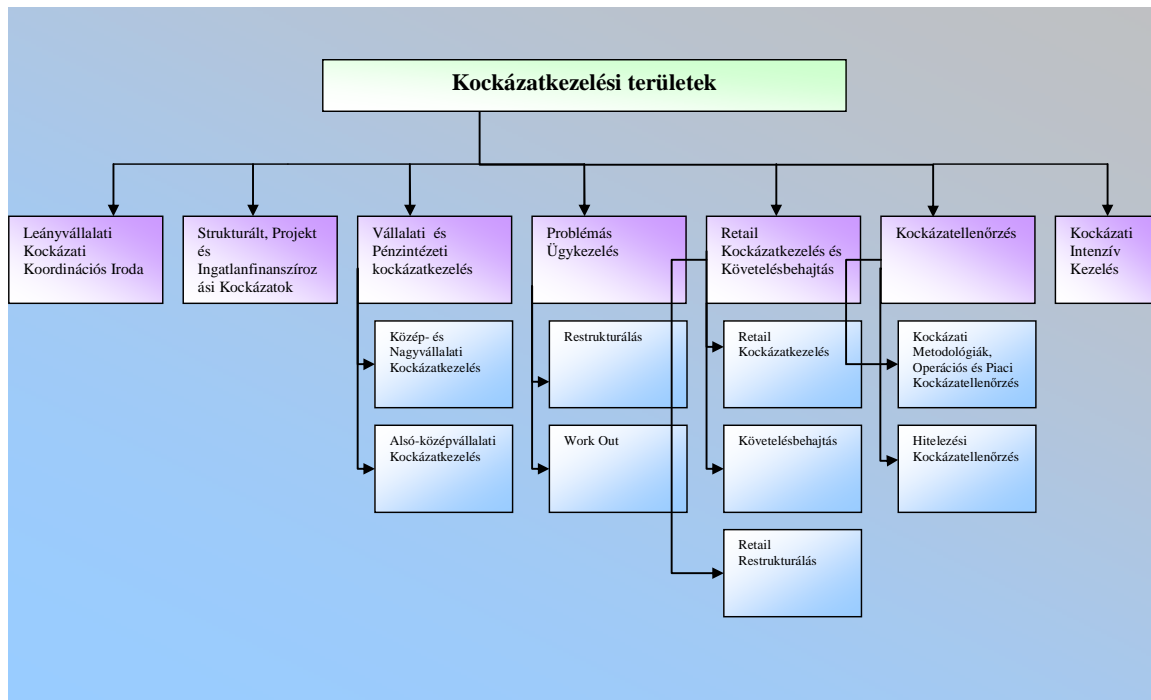 Kockázatkezelési területek
Leányvállalati
Kockázati
Koordinációs Iroda
Strukturált, Projekt
és
Ingatlanfinanszíroz
ási Kockázatok
Vállalati és
Pénzintézeti
kockázatkezelés
Problémás
Ügykezelés
Retail
Kockázatkezelés és
Követelésbehajtás
Kockázatellenőrzés
Kockázati
Intenzív
Kezelés
Közép- és
Nagyvállalati
Kockázatkezelés
Restrukturálás
Retail
Kockázatkezelés
Kockázati
Metodológiák,
Operációs és Piaci
Kockázatellenőrzés
Alsó-középvállalati
Kockázatkezelés
Work Out
Követelésbehajtás
Hitelezési
Kockázatellenőrzés
Retail
Restrukturálás